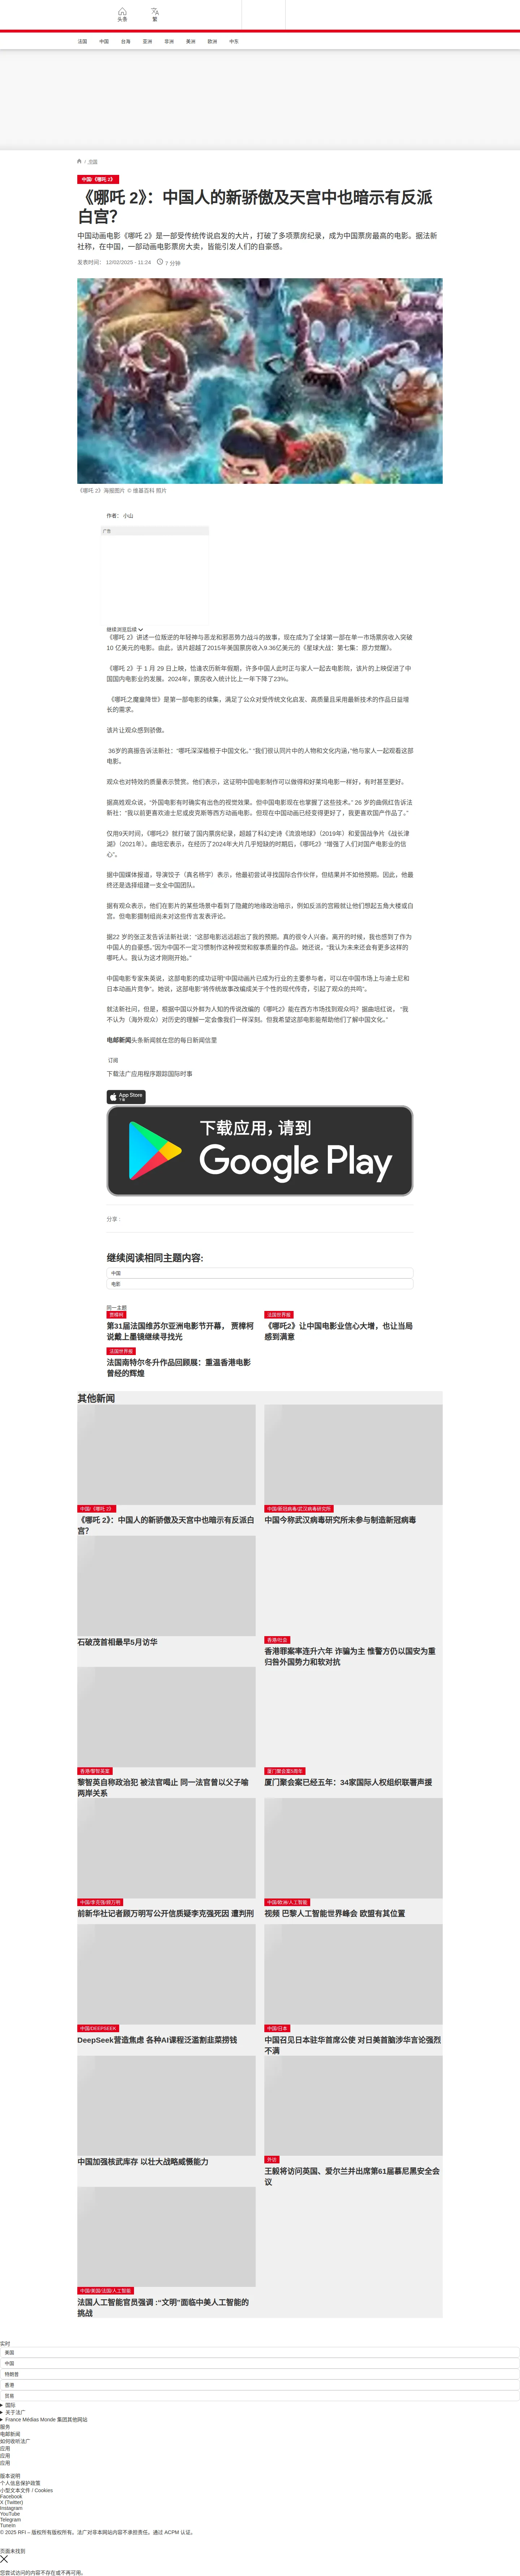 头条
繁
法国
中国
台海
亚洲
非洲
美洲
欧洲
中东
/ 中国
中国/《哪吒 2》
《哪吒 2》：中国人的新骄傲及天宫中也暗示有反派
白宫？
中国动画电影《哪吒 2》是一部受传统传说启发的大片，打破了多项票房纪录，成为中国票房最高的电影。据法新
社称，在中国，一部动画电影票房大卖，皆能引发人们的自豪感。
发表时间： 12/02/2025 - 11:24
7 分钟
《哪吒 2》海报图片 © 维基百科 照片
作者： 小山
广告
继续浏览后续
《哪吒 2》讲述一位叛逆的年轻神与恶龙和邪恶势力战斗的故事，现在成为了全球第一部在单一市场票房收入突破
10 亿美元的电影。由此，该片超越了2015年美国票房收入9.36亿美元的《星球大战：第七集：原力觉醒》。
《哪吒 2》于 1 月 29 日上映，恰逢农历新年假期，许多中国人此时正与家人一起去电影院，该片的上映促进了中
国国内电影业的发展。2024年，票房收入统计比上一年下降了23%。
《哪吒之魔童降世》是第一部电影的续集，满足了公众对受传统文化启发、高质量且采用最新技术的作品日益增
长的需求。
该片让观众感到骄傲。
36岁的高摄告诉法新社：“哪吒深深植根于中国文化。” “我们很认同片中的人物和文化内涵，”他与家人一起观看这部
电影。
观众也对特效的质量表示赞赏。他们表示，这证明中国电影制作可以做得和好莱坞电影一样好，有时甚至更好。
据高姓观众说，“外国电影有时确实有出色的视觉效果。但中国电影现在也掌握了这些技术。” 26 岁的曲佩红告诉法
新社：“我以前更喜欢迪士尼或皮克斯等西方动画电影。但现在中国动画已经变得更好了，我更喜欢国产作品了。”
仅用9天时间，《哪吒2》就打破了国内票房纪录，超越了科幻史诗《流浪地球》（2019年）和爱国战争片《战长津
湖》（2021年）。曲培宏表示，在经历了2024年大片几乎短缺的时期后，《哪吒2》“增强了人们对国产电影业的信
心”。
据中国媒体报道，导演饺子（真名杨宇）表示，他最初尝试寻找国际合作伙伴，但结果并不如他预期。因此，他最
终还是选择组建一支全中国团队。
据有观众表示，他们在影片的某些场景中看到了隐藏的地缘政治暗示，例如反派的宫殿就让他们想起五角大楼或白
宫。但电影摄制组尚未对这些传言发表评论。
据22 岁的张正发告诉法新社说：“这部电影远远超出了我的预期。真的很令人兴奋。离开的时候，我也感到了作为
中国人的自豪感，”因为中国不一定习惯制作这种视觉和叙事质量的作品。她还说，“我认为未来还会有更多这样的
哪吒人。我认为这才刚刚开始。”
中国电影专家朱英说，这部电影的成功证明“中国动画片已成为行业的主要参与者，可以在中国市场上与迪士尼和
日本动画片竞争”。她说，这部电影“将传统故事改编成关于个性的现代传奇，引起了观众的共鸣”。
就法新社问，但是，根据中国以外鲜为人知的传说改编的《哪吒2》能在西方市场找到观众吗？据曲绍红说， “我
不认为（海外观众）对历史的理解一定会像我们一样深刻。但我希望这部电影能帮助他们了解中国文化。”
电邮新闻头条新闻就在您的每日新闻信里
订阅
下载法广应用程序跟踪国际时事
App Store
下载应用，请到
Google Play
分享 :
继续阅读相同主题内容:
中国
电影
同一主题
贾樟柯
第31届法国维苏尔亚洲电影节开幕， 贾樟柯
说戴上墨镜继续寻找光
法国世界报
《哪吒2》让中国电影业信心大增，也让当局
感到满意
法国世界报
法国南特尔冬升作品回顾展：重温香港电影
曾经的辉煌
其他新闻
中国/《哪吒 2》
《哪吒 2》：中国人的新骄傲及天宫中也暗示有反派白
宫？
中国/新冠病毒/武汉病毒研究所
中国今称武汉病毒研究所未参与制造新冠病毒
石破茂首相最早5月访华
香港/社会
香港罪案率连升六年 诈骗为主 惟警方仍以国安为重
归咎外国势力和软对抗
香港/黎智英案
黎智英自称政治犯 被法官喝止 同一法官曾以父子喻
两岸关系
厦门聚会案5周年
厦门聚会案已经五年：34家国际人权组织联署声援
中国/李克强/顾万明
前新华社记者顾万明写公开信质疑李克强死因 遭判刑
中国/欧洲/人工智能
视频 巴黎人工智能世界峰会 欧盟有其位置
中国/DEEPSEEK
DeepSeek营造焦虑 各种AI课程泛滥割韭菜捞钱
中国/日本
中国召见日本驻华首席公使 对日美首脑涉华言论强烈
不满
中国加强核武库存 以壮大战略威慑能力
外访
王毅将访问英国、爱尔兰并出席第61届慕尼黑安全会
议
中国/美国/法国/人工智能
法国人工智能官员强调 :“文明”面临中美人工智能的
挑战
实时
美国
中国
特朗普
香港
贸易
国际
关于法广
France Médias Monde 集团其他网站
服务
电邮新闻
如何收听法广
应用
应用
应用
版本说明
个人信息保护政策
小型文本文件 / Cookies
Facebook
X (Twitter)
Instagram
YouTube
Telegram
TuneIn
© 2025 RFI – 版权所有版权所有。法广对非本网站内容不承担责任。通过 ACPM 认证。
页面未找到
您尝试访问的内容不存在或不再可用。